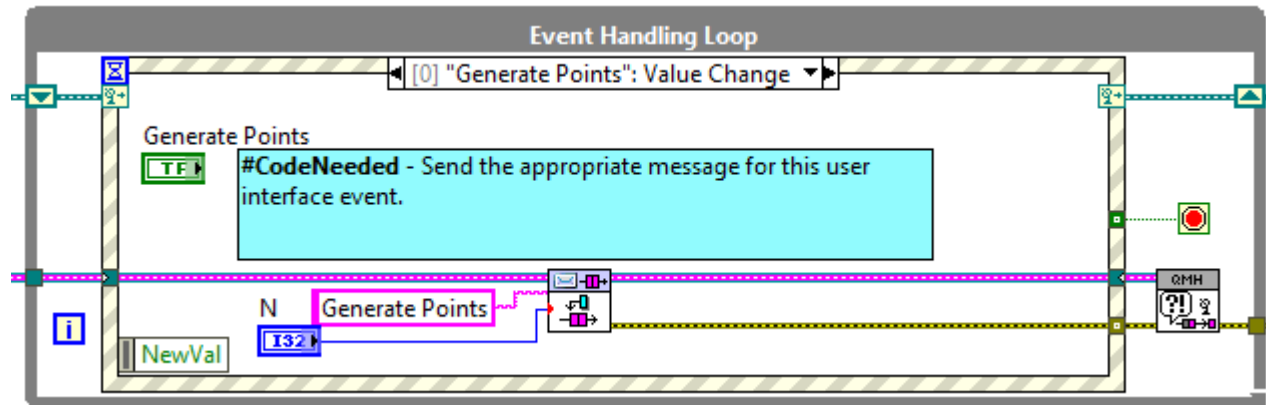 Event Handling Loop
[0] "Generate Points": Value Change
Generate Points
TF
#CodeNeeded - Send the appropriate message for this user
interface event.
QMH
?!
N
Generate Points
I32
i
NewVal